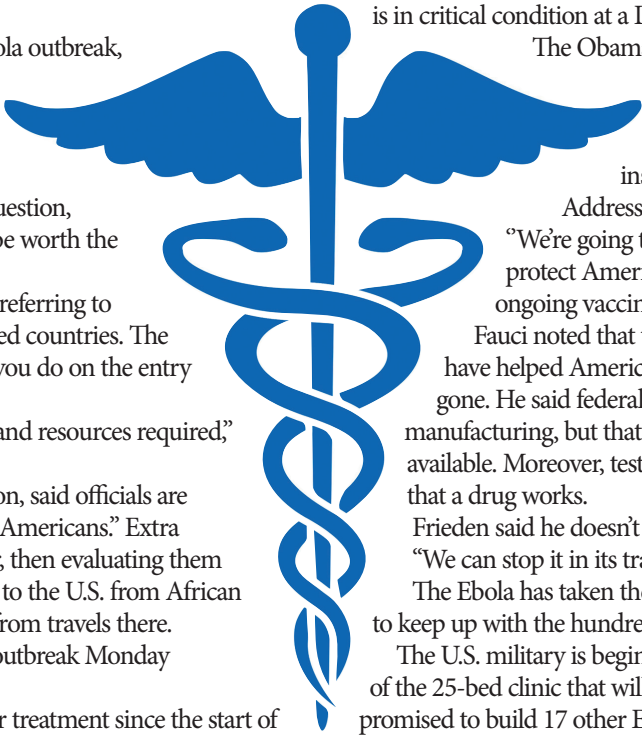 ola outbreak,
uestion,
be worth the
referring to
ed countries. The
you do on the entry
and resources required,”
on, said officials are
Americans.” Extra
, then evaluating them
to the U.S. from African
from travels there.
outbreak Monday
r treatment since the start of
is in critical condition at a
The Obam
ins
Address
“We’re going t
protect Ameri
ongoing vaccin
Fauci noted that
have helped Americ
gone. He said federal
manufacturing, but that
available. Moreover, test
that a drug works.
Frieden said he doesn’t
“We can stop it in its tra
The Ebola has taken the
to keep up with the hundre
The U.S. military is begin
of the 25-bed clinic that will
promised to build 17 other E